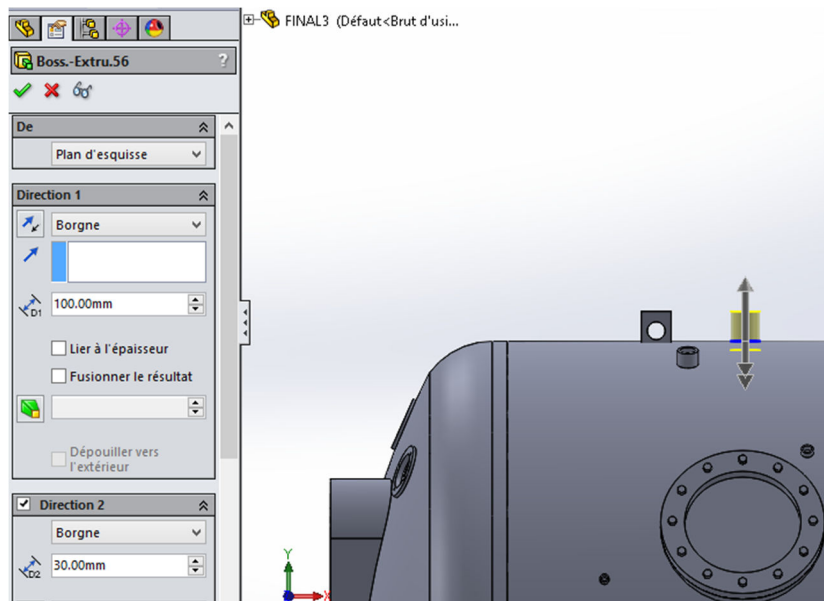 FINAL3 (Défaut<Brut d'usi...
Boss.-Extru.56
?
De
Plan d'esquisse
Direction 1
Borgne
D1
100.00mm
Lier à l'épaisseur
Fusionner le résultat
Dépouiller vers
l'extérieur
Direction 2
Borgne
D2
30.00mm
Y
X